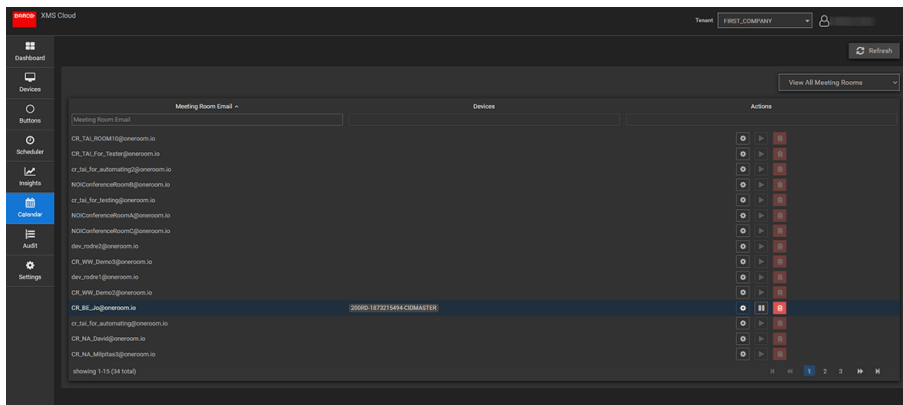 BARCO XMS Cloud
Tenant FIRST_COMPANY
Refresh
Dashboard
Devices
Buttons
Scheduler
Insights
Calendar
Audit
Settings
View All Meeting Rooms
Meeting Room Email Devices Actions
Meeting Room Email
CR_TAI_ROOM10@oneroom.io
CR_TAI_For_Tester@oneroom.io
cr_tai_for_automating2@oneroom.io
NOIConferenceRoomB@oneroom.io
cr_tai_for_testing@oneroom.io
NOIConferenceRoomA@oneroom.io
NOIConferenceRoomC@oneroom.io
dev_rodre2@oneroom.io
CR_WW_Demo3@oneroom.io
dev_rodre1@oneroom.io
CR_WW_Demo2@oneroom.io
CR_BE_Jo@oneroom.io 200RD-1873215494-CIDMASTER
cr_tai_for_automating@oneroom.io
CR_NA_David@oneroom.io
CR_NA_Milpitas3@oneroom.io
showing 1-15 (34 total) 1 2 3